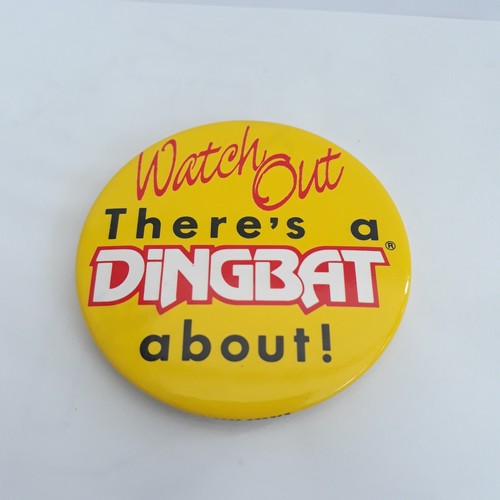 Watch Out
There's a
DiNGBAT®
about!